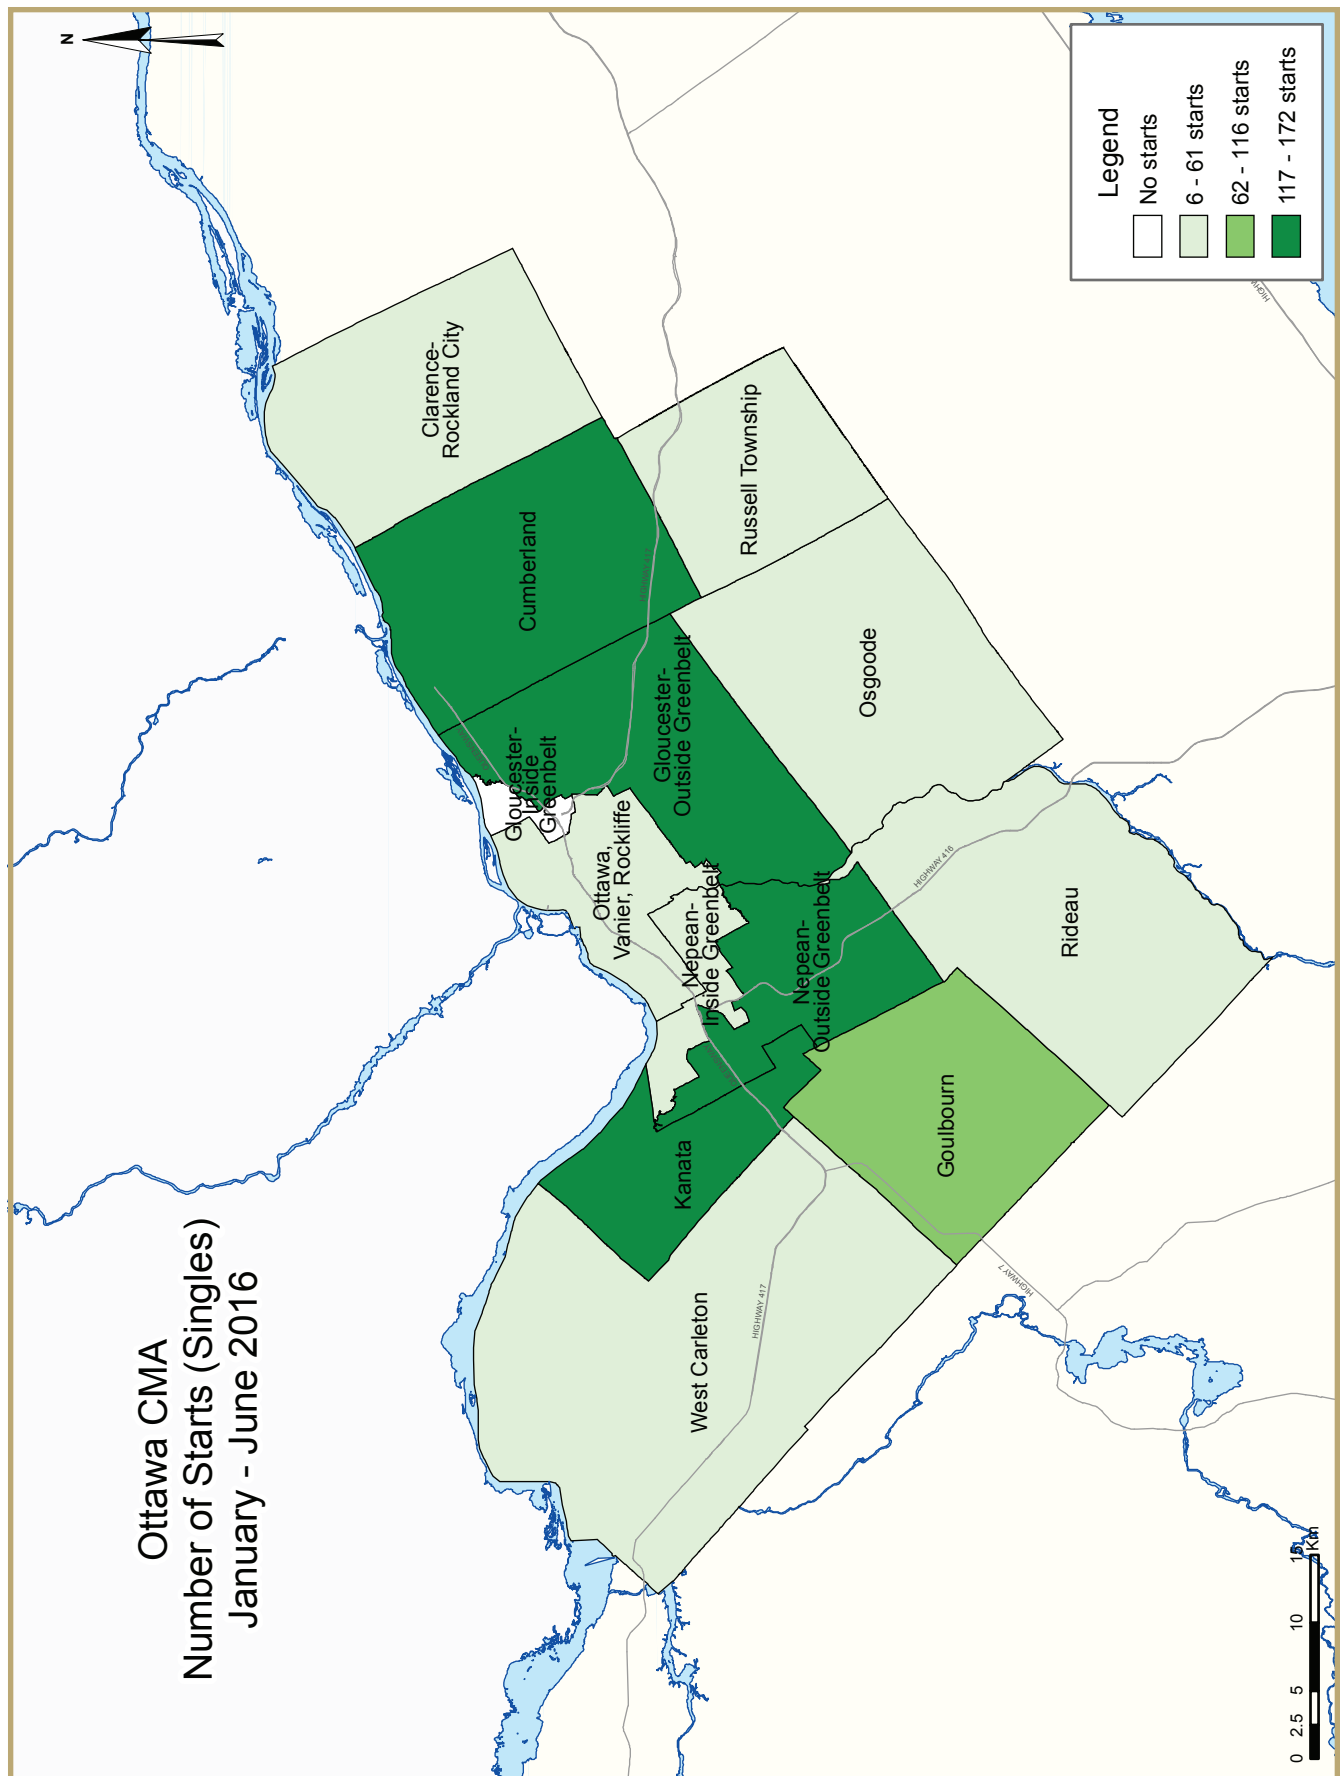 Ottawa CMA
Number of Starts (Singles)
January - June 2016
N
Clarence-
Rockland City
Cumberland
Russell Township
Gloucester-
Inside
Greenbelt
Gloucester-
Outside Greenbelt
Osgoode
Ottawa,
Vanier, Rockliffe
Nepean-
Inside Greenbelt
Nepean-
Outside Greenbelt
Rideau
Kanata
Goulbourn
West Carleton
HIGHWAY 417
HIGHWAY 416
HIGHWAY 417
HIGHWAY 7
Legend
No starts
6 - 61 starts
62 - 116 starts
117 - 172 starts
0 2.5 5 10 15
Km